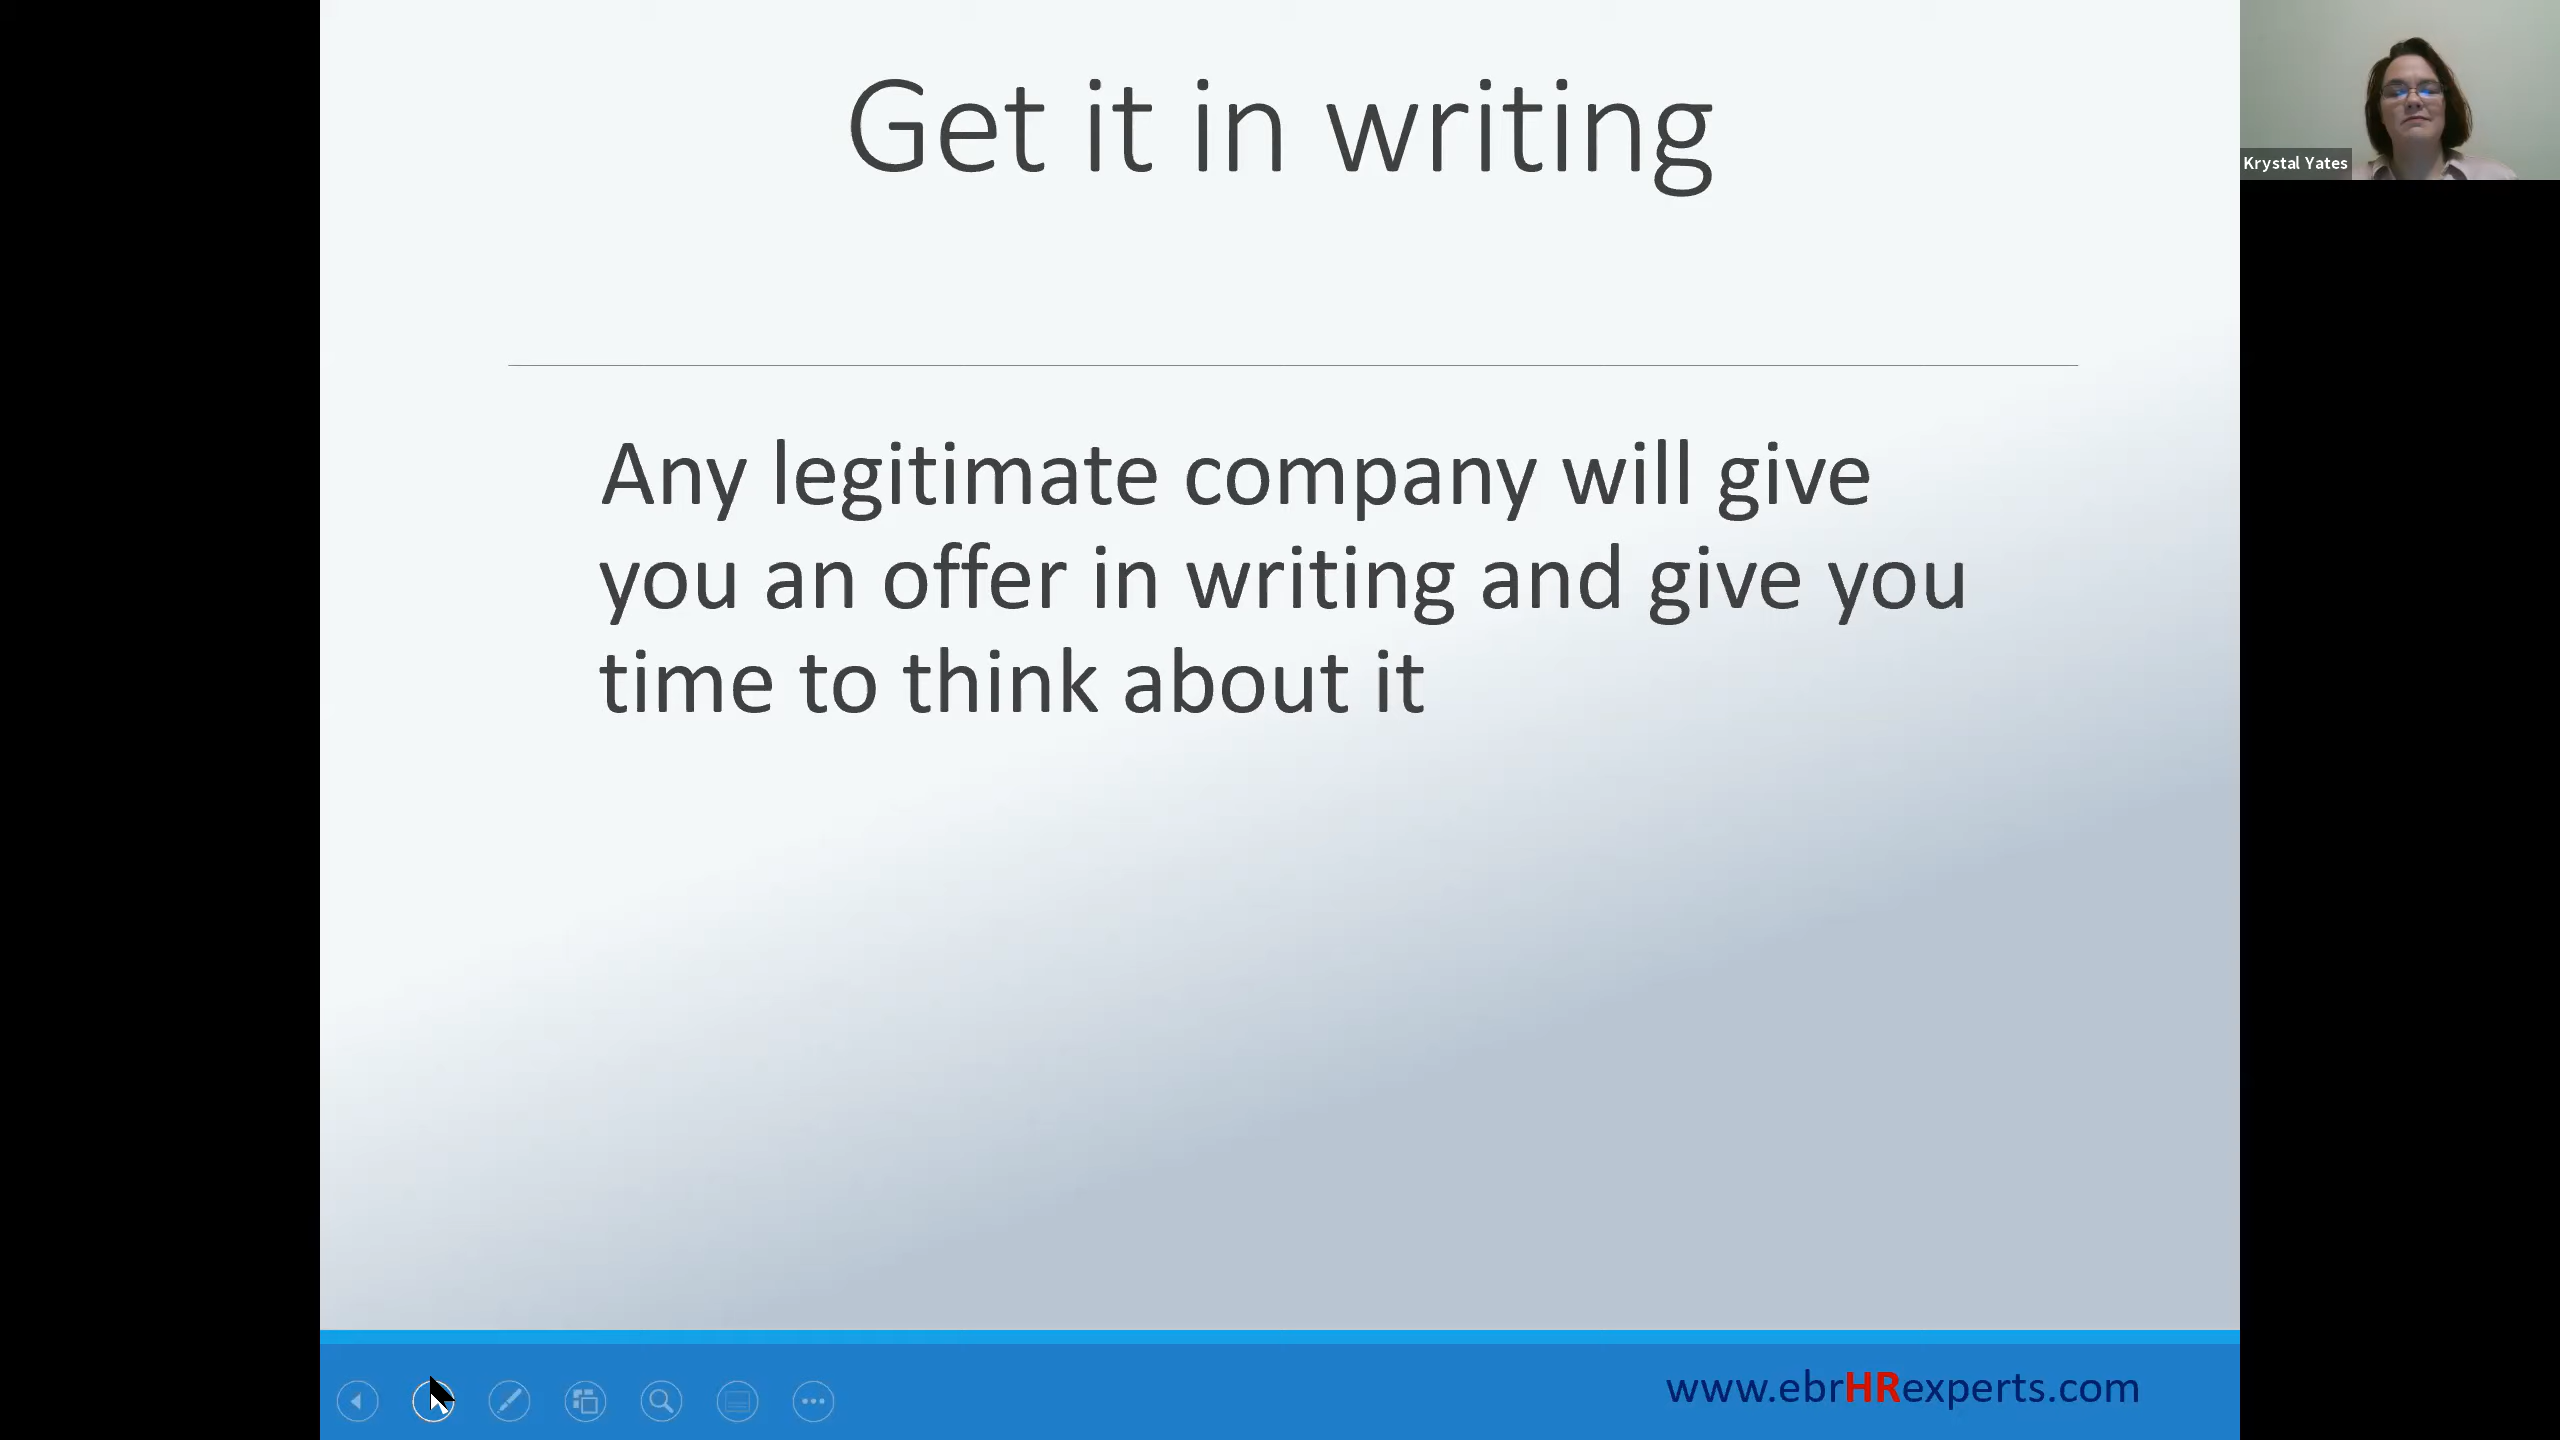 Get it in writing
Krystal Yates
Any legitimate company will give
you an offer in writing and give you
time to think about it
www.ebrHRexperts.com